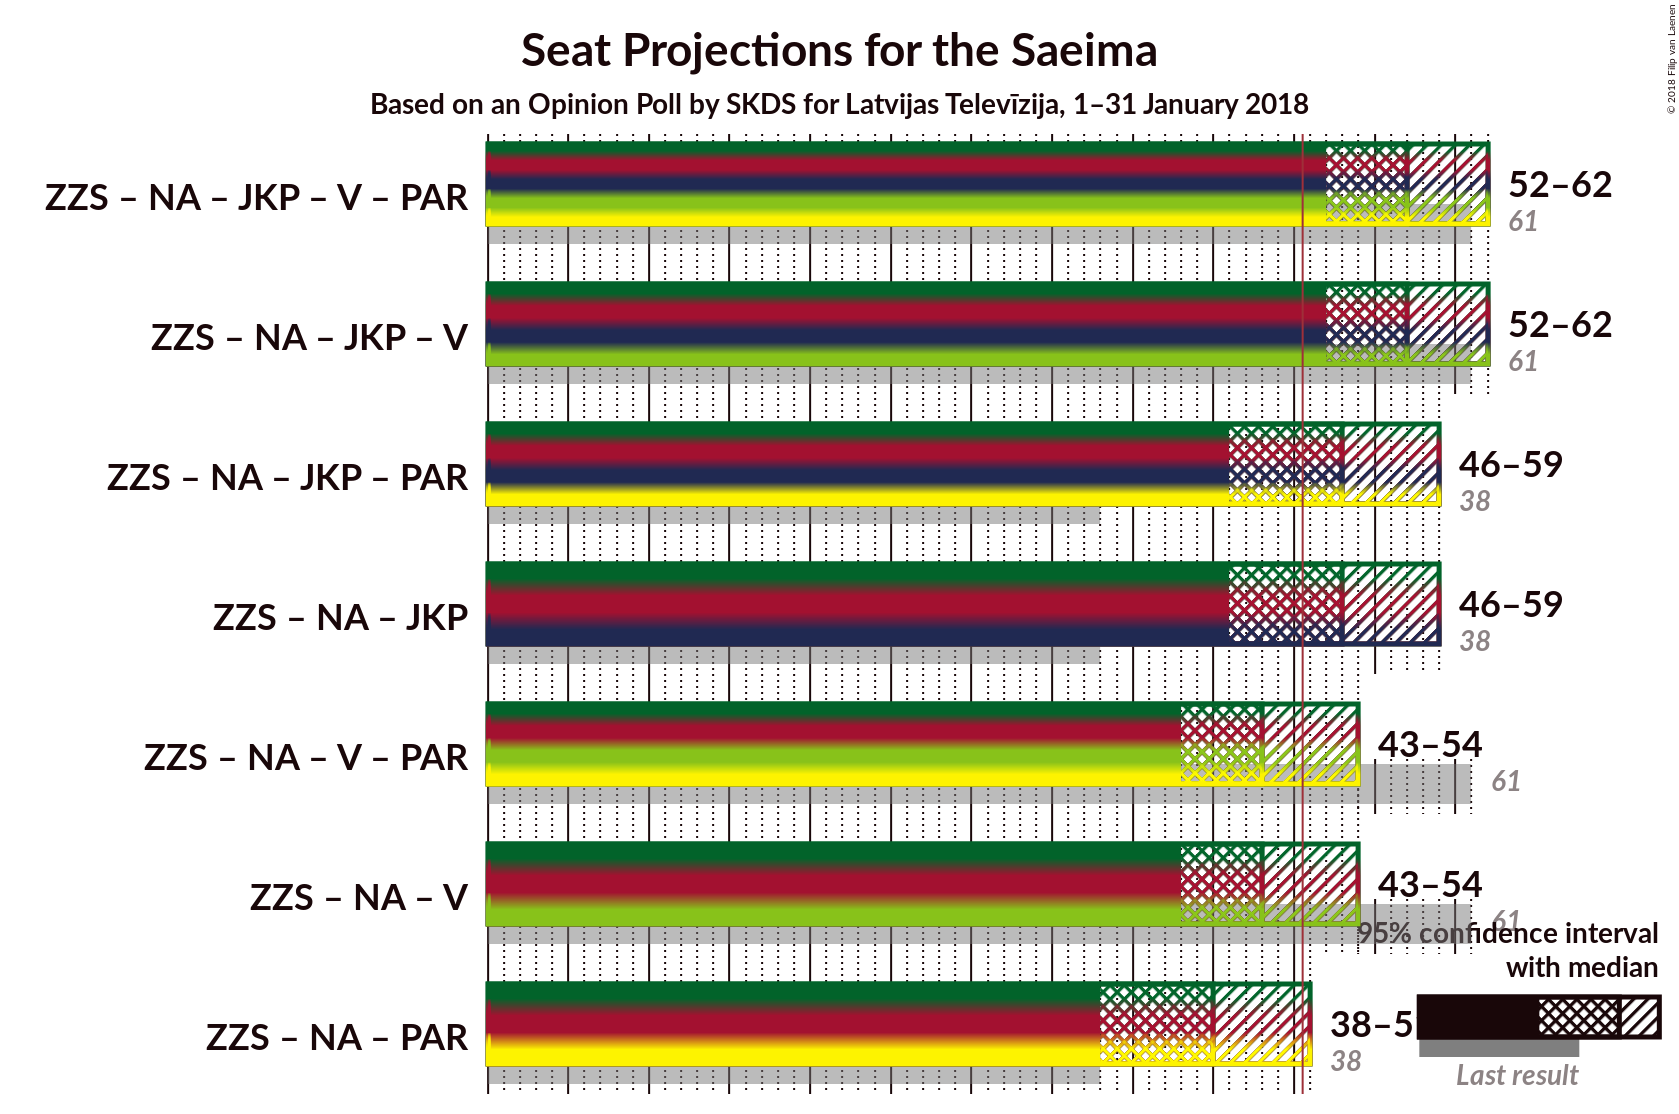 Seat Projections for the Saeima
Based on an Opinion Poll by SKDS for Latvijas Televīzija, 1–31 January 2018
© 2018 Filip van Laenen
ZZS – NA – JKP – V – PAR
52–62
61
ZZS – NA – JKP – V
52–62
61
ZZS – NA – JKP – PAR
46–59
38
ZZS – NA – JKP
46–59
38
ZZS – NA – V – PAR
43–54
61
ZZS – NA – V
43–54
61
95% confidence interval
with median
ZZS – NA – PAR
38–5
38
Last result